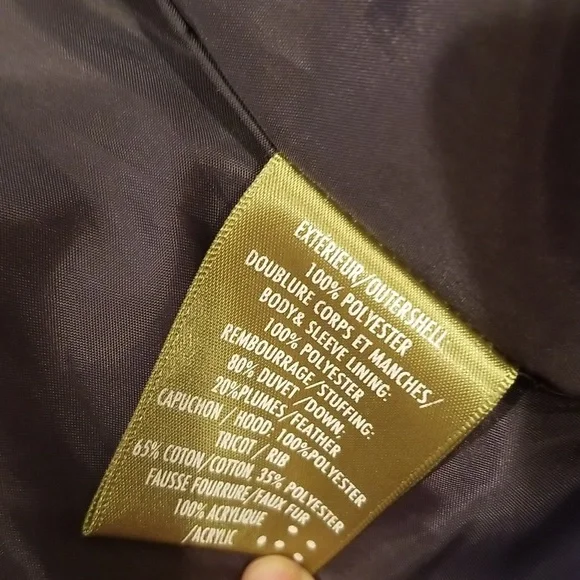 EXTÉRIEUR/OUTERSHELL
100% POLYESTER
DOUBLURE CORPS ET MANCHES/
BODY& SLEEVE LINING:
100% POLYESTER
REMBOURRAGE/STUFFING:
80% DUVET/DOWN.
20%PLUMES/FEATHER
CAPUCHON / HOOD: 100%POLYESTER
TRICOT / RIB
65% COTON/COTTON 35% POLYESTER
FAUSSE FOURRURE/FAUX FUR
100% ACRYLIQUE
/ACRYLIC